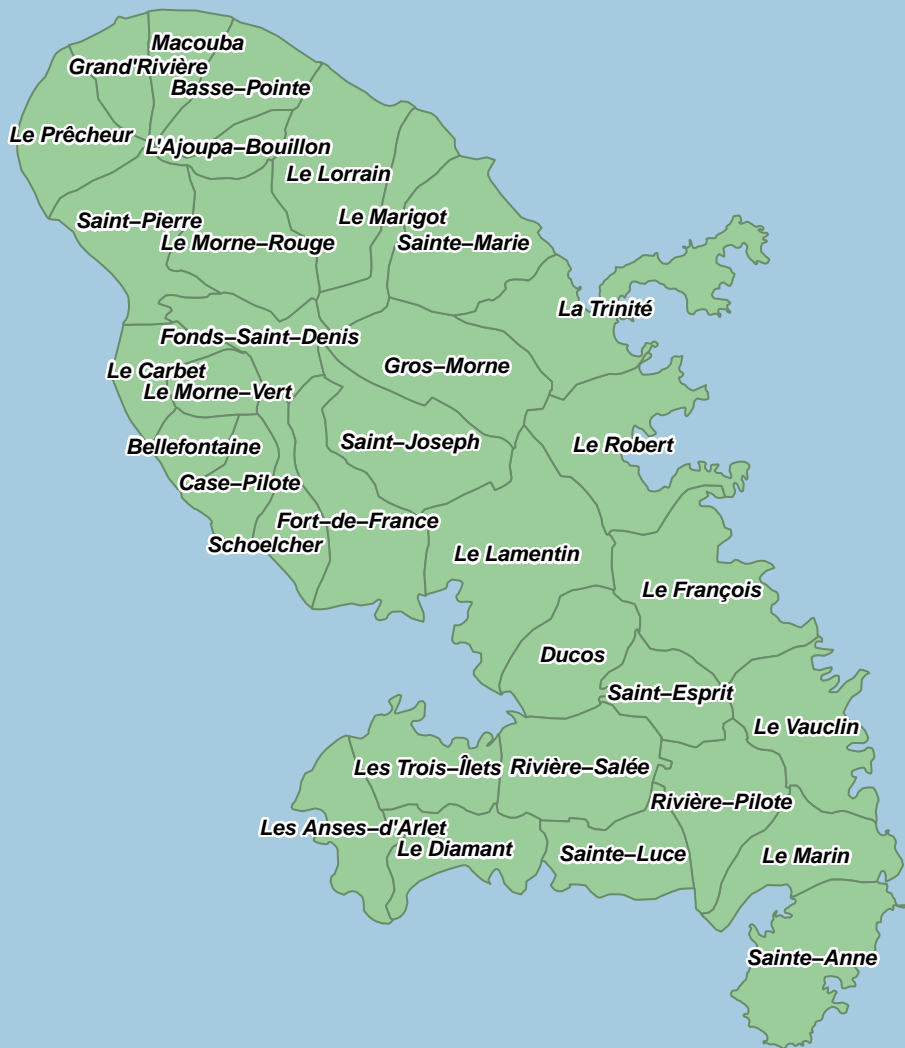 Macouba
Grand'Rivière
Basse–Pointe
Le Prêcheur
L'Ajoupa–Bouillon
Le Lorrain
Saint–Pierre
Le Marigot
Le Morne–Rouge
Sainte–Marie
La Trinité
Fonds–Saint–Denis
Gros–Morne
Le Carbet
Le Morne–Vert
Bellefontaine
Saint–Joseph
Le Robert
Case–Pilote
Fort–de–France
Schoelcher
Le Lamentin
Le François
Ducos
Saint–Esprit
Le Vauclin
Les Trois–Îlets
Rivière–Salée
Rivière–Pilote
Les Anses–d'Arlet
Le Diamant
Sainte–Luce
Le Marin
Sainte–Anne